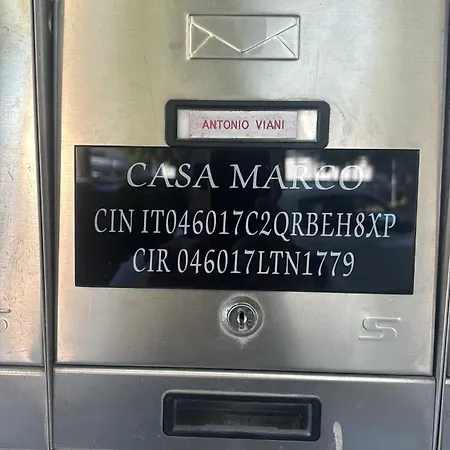 ANTONIO VIANI
CASA MARCO
CIN IT046017C2QRBEH8XP
CIR 046017LTN1779